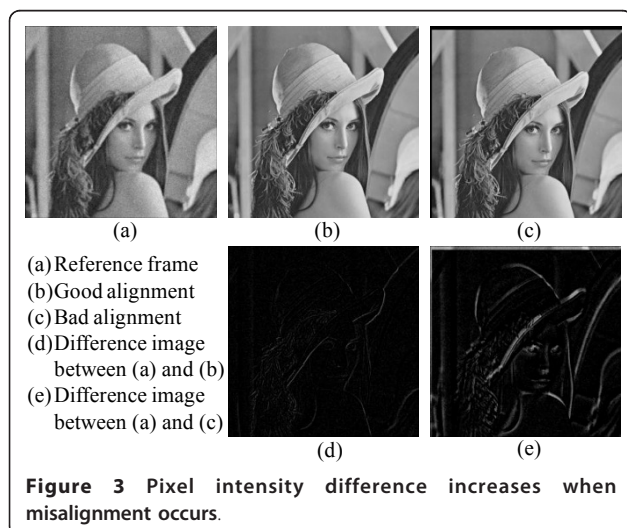 (a)
(b)
(c)
(a) Reference frame
(b) Good alignment
(c) Bad alignment
(d) Difference image
between (a) and (b)
(e) Difference image
between (a) and (c)
(d)
(e)
Figure 3 Pixel intensity difference increases when
misalignment occurs.